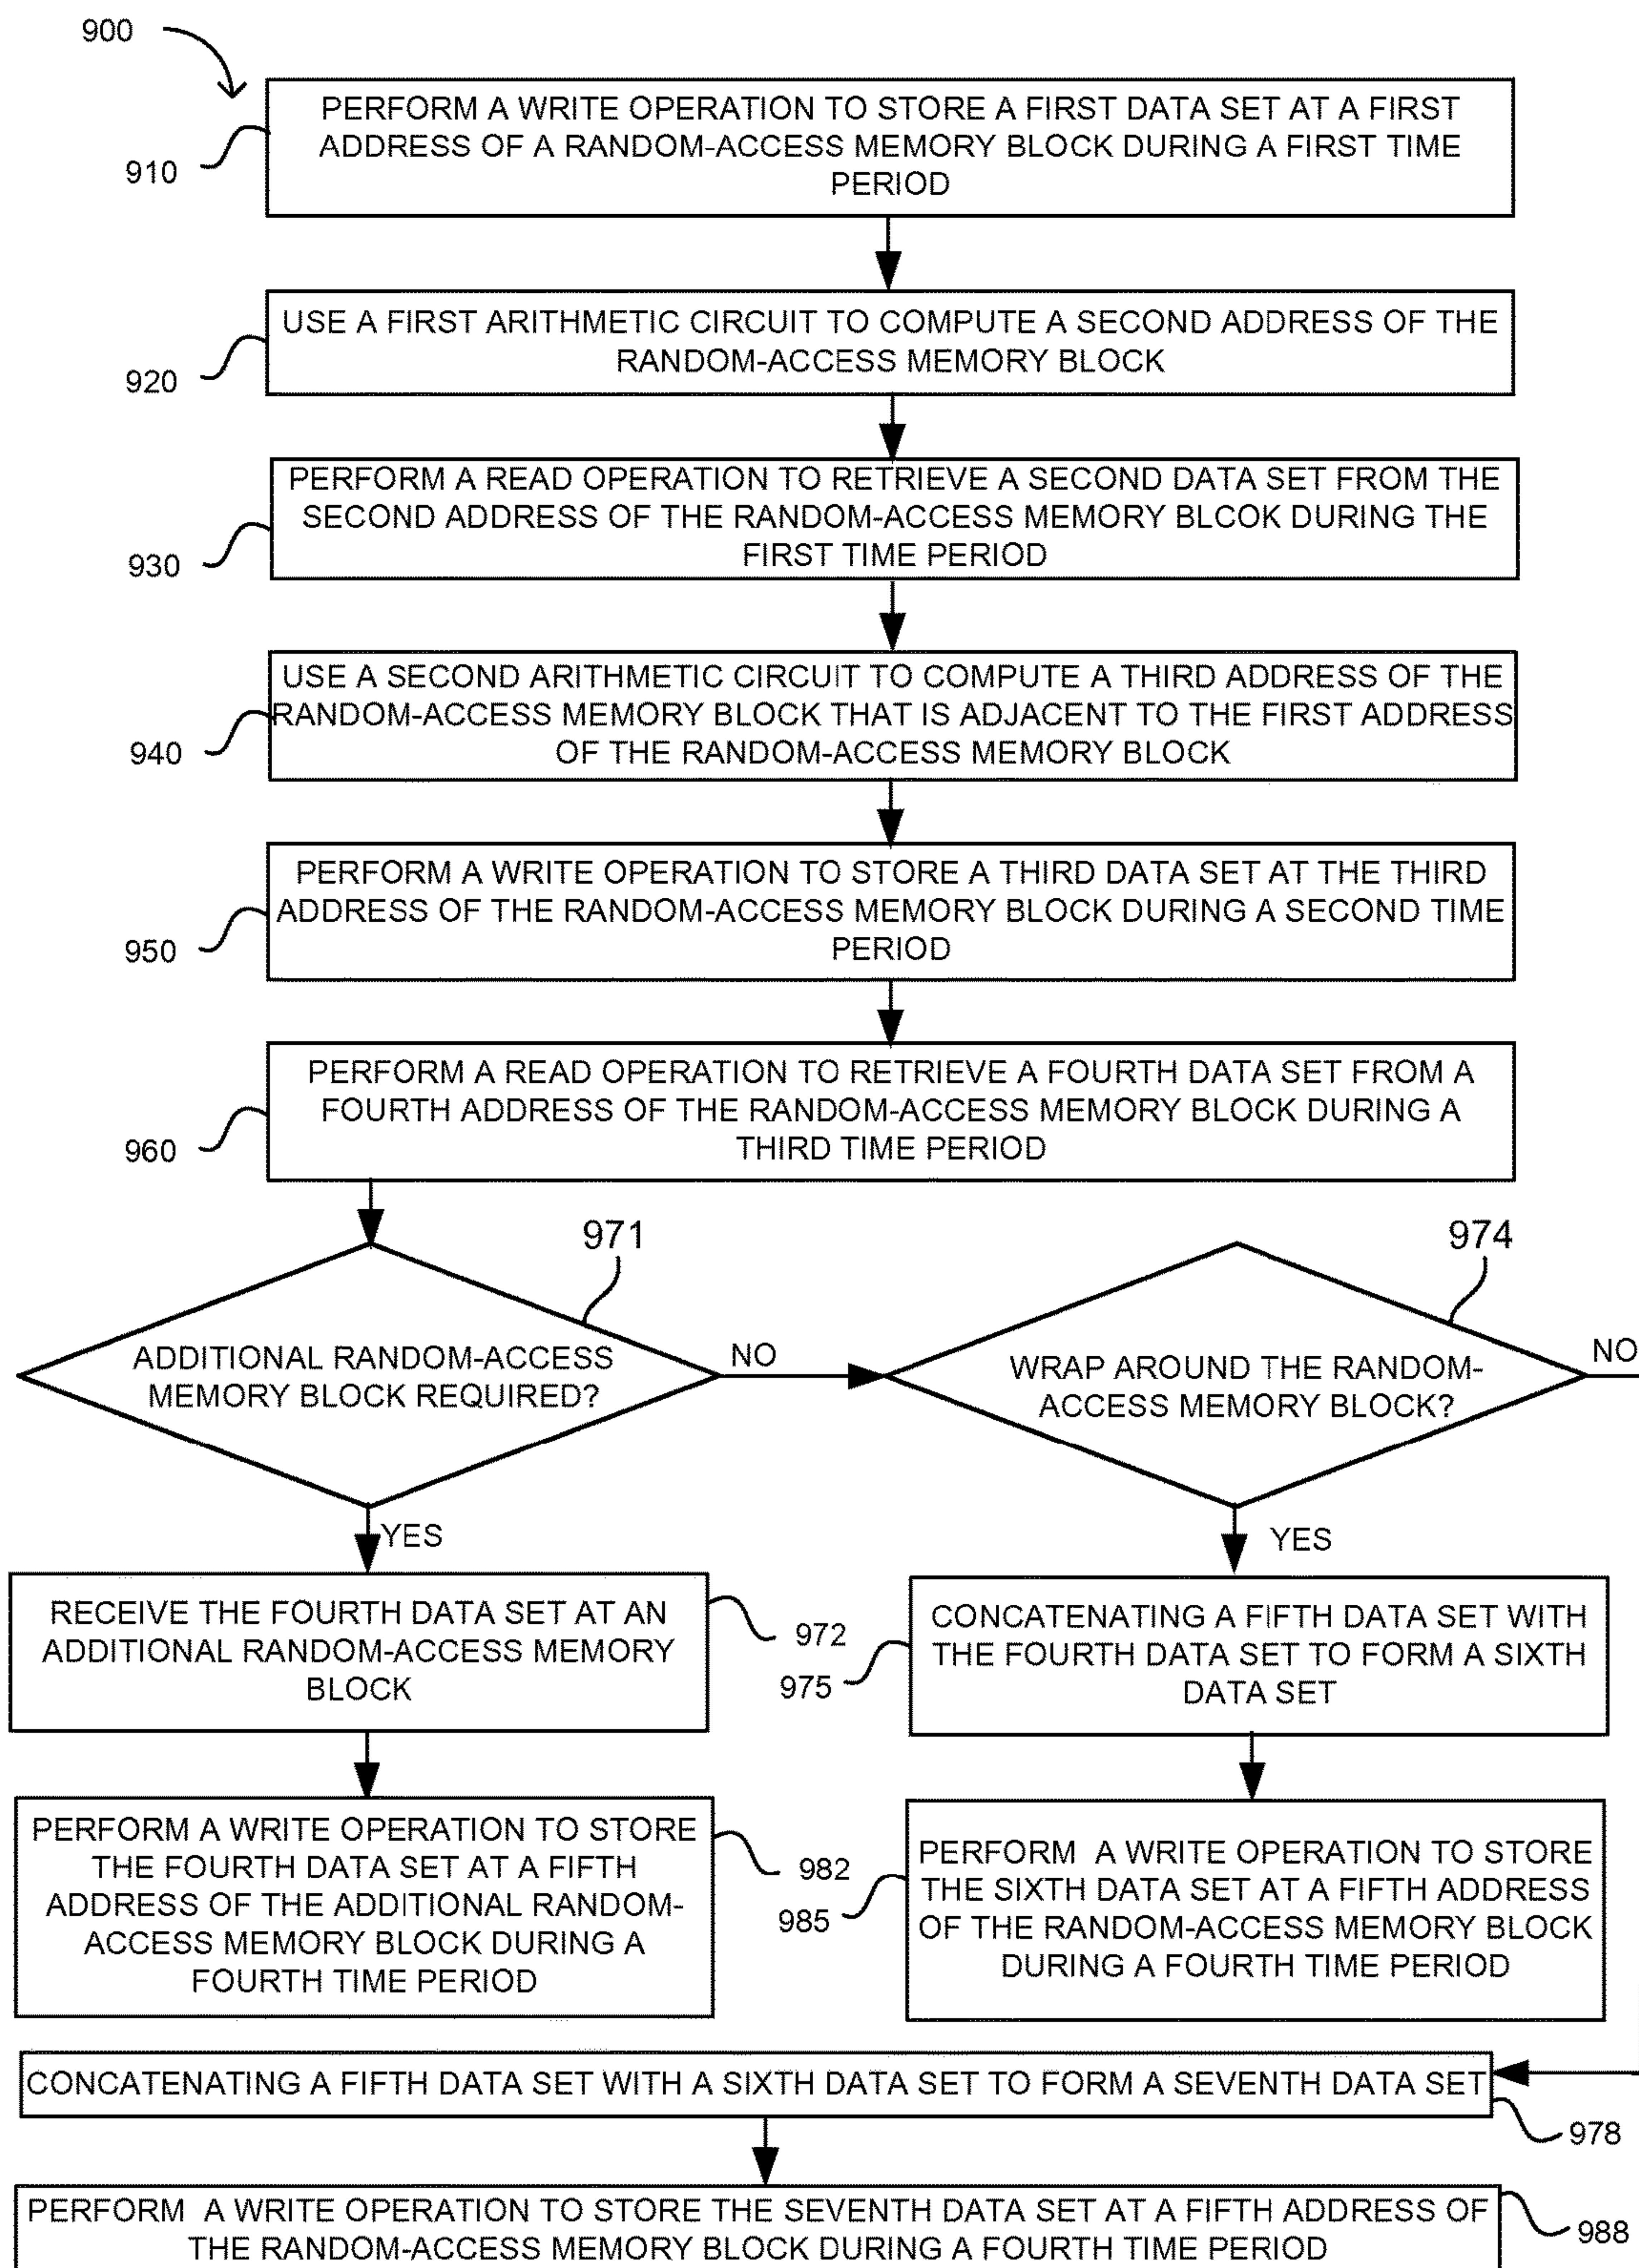 900
PERFORM A WRITE OPERATION TO STORE A FIRST DATA SET AT A FIRST
ADDRESS OF A RANDOM-ACCESS MEMORY BLOCK DURING A FIRST TIME
PERIOD
910
USE A FIRST ARITHMETIC CIRCUIT TO COMPUTE A SECOND ADDRESS OF THE
RANDOM-ACCESS MEMORY BLOCK
920
PERFORM A READ OPERATION TO RETRIEVE A SECOND DATA SET FROM THE
SECOND ADDRESS OF THE RANDOM-ACCESS MEMORY BLCOK DURING THE
FIRST TIME PERIOD
930
USE A SECOND ARITHMETIC CIRCUIT TO COMPUTE A THIRD ADDRESS OF THE
RANDOM-ACCESS MEMORY BLOCK THAT IS ADJACENT TO THE FIRST ADDRESS
OF THE RANDOM-ACCESS MEMORY BLOCK
940
PERFORM A WRITE OPERATION TO STORE A THIRD DATA SET AT THE THIRD
ADDRESS OF THE RANDOM-ACCESS MEMORY BLOCK DURING A SECOND TIME
PERIOD
950
PERFORM A READ OPERATION TO RETRIEVE A FOURTH DATA SET FROM A
FOURTH ADDRESS OF THE RANDOM-ACCESS MEMORY BLOCK DURING A
THIRD TIME PERIOD
960
971
ADDITIONAL RANDOM-ACCESS
MEMORY BLOCK REQUIRED?
NO
974
WRAP AROUND THE RANDOM-
ACCESS MEMORY BLOCK?
NO
YES
YES
RECEIVE THE FOURTH DATA SET AT AN
ADDITIONAL RANDOM-ACCESS MEMORY
BLOCK
972
975
CONCATENATING A FIFTH DATA SET WITH
THE FOURTH DATA SET TO FORM A SIXTH
DATA SET
PERFORM A WRITE OPERATION TO STORE
THE FOURTH DATA SET AT A FIFTH
ADDRESS OF THE ADDITIONAL RANDOM-
ACCESS MEMORY BLOCK DURING A
FOURTH TIME PERIOD
982
985
PERFORM A WRITE OPERATION TO STORE
THE SIXTH DATA SET AT A FIFTH ADDRESS
OF THE RANDOM-ACCESS MEMORY BLOCK
DURING A FOURTH TIME PERIOD
CONCATENATING A FIFTH DATA SET WITH A SIXTH DATA SET TO FORM A SEVENTH DATA SET
978
PERFORM A WRITE OPERATION TO STORE THE SEVENTH DATA SET AT A FIFTH ADDRESS OF
THE RANDOM-ACCESS MEMORY BLOCK DURING A FOURTH TIME PERIOD
988